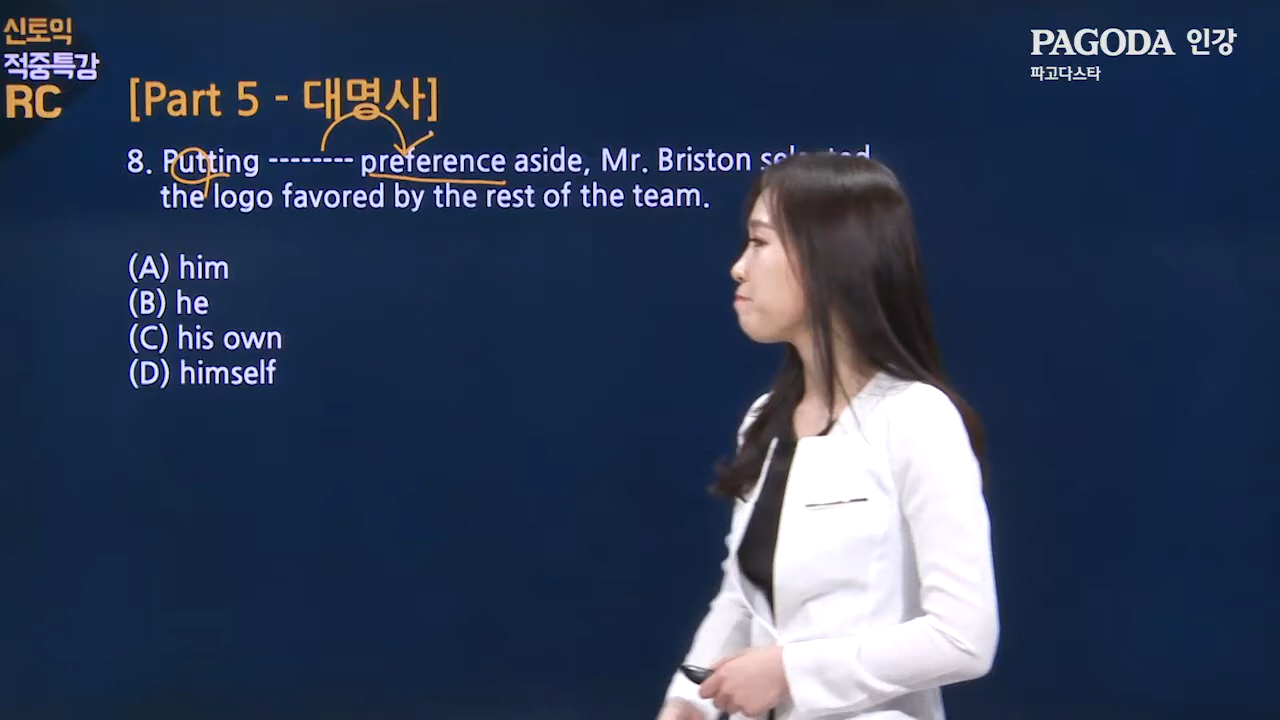 신토익
적중특강
RC
PAGODA 인강
파고다스타
[Part 5 - 대명사]
8. Putting -------- preference aside, Mr. Briston
the logo favored by the rest of the team.
(A) him
(B) he
(C) his own
(D) himself